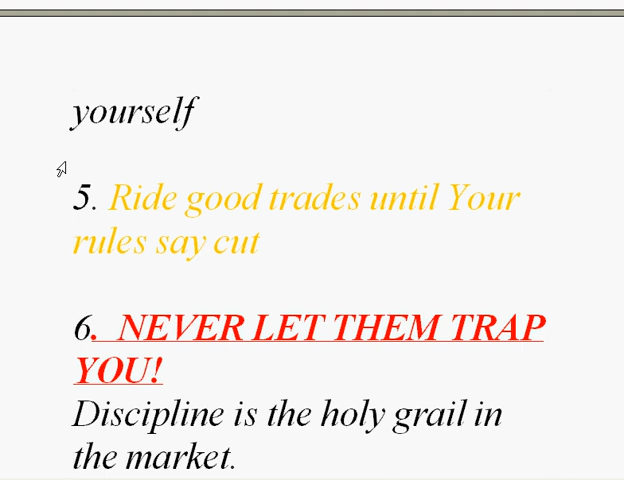 yourself
5. Ride good trades until Your
rules say cut
6.  NEVER LET THEM TRAP
YOU!
Discipline is the holy grail in
the market.